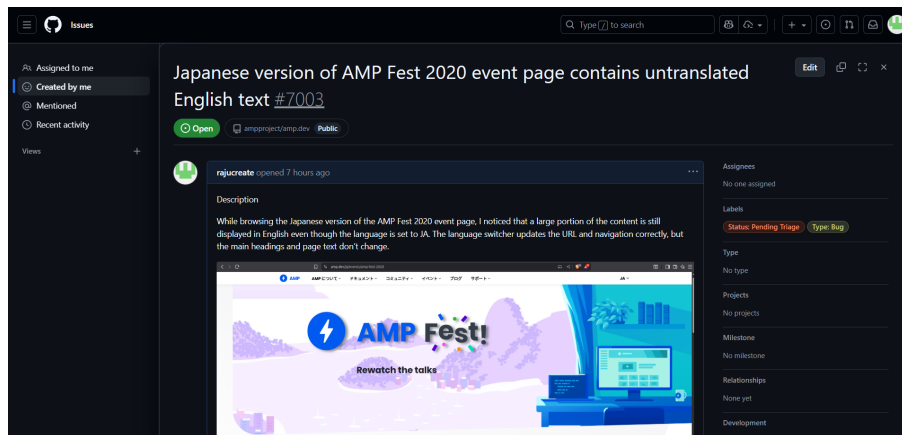 Issues
Type / to search
Assigned to me
Created by me
Mentioned
Recent activity
Views
Japanese version of AMP Fest 2020 event page contains untranslated
English text #7003
Edit
Open
ampproject/amp.dev Public
rajucreate opened 7 hours ago
Description
While browsing the Japanese version of the AMP Fest 2020 event page, I noticed that a large portion of the content is still
displayed in English even though the language is set to JA. The language switcher updates the URL and navigation correctly, but
the main headings and page text don't change.
AMP AMPについて ドキュメント コミュニティ イベント ブログ サポート JA
AMP Fest!
Rewatch the talks
Assignees
No one assigned
Labels
Status: Pending Triage Type: Bug
Type
No type
Projects
No projects
Milestone
No milestone
Relationships
None yet
Development